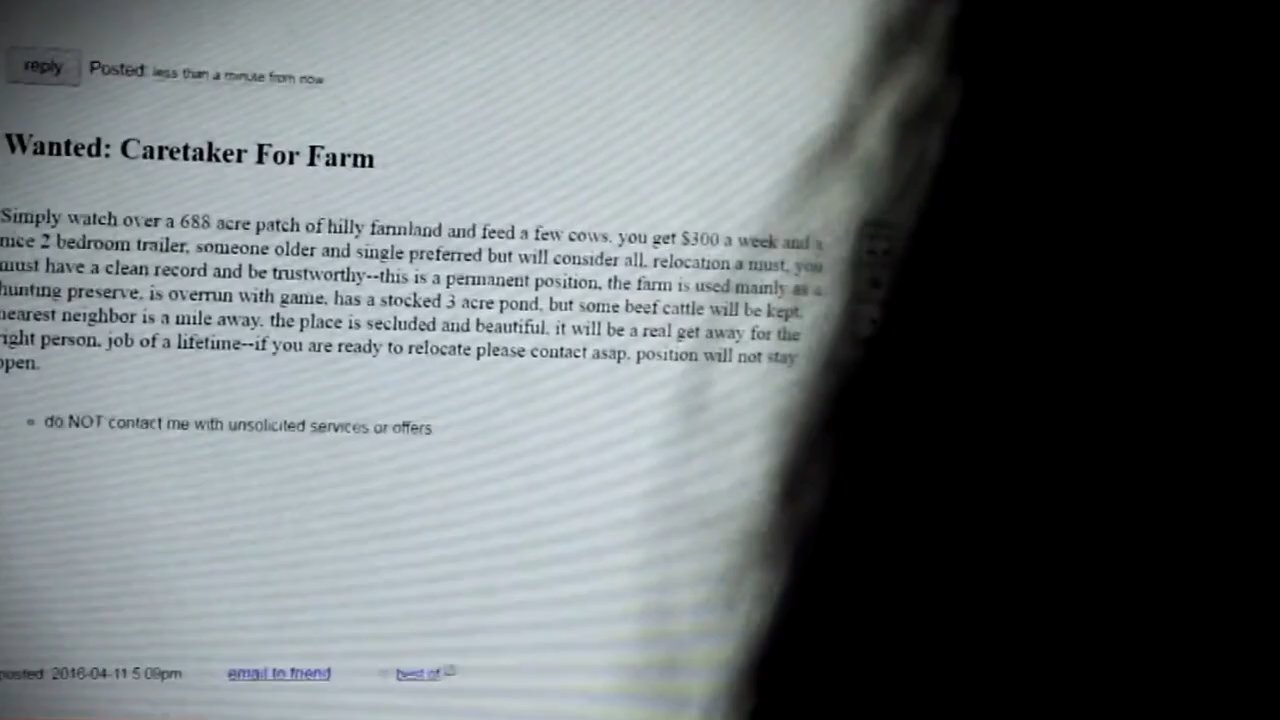 reply Posted: less than a minute from now
Wanted: Caretaker For Farm
Simply watch over a 688 acre patch of hilly farmland and feed a few cows. you get $300 a week and a
nice 2 bedroom trailer, someone older and single preferred but will consider all. relocation a must, you
must have a clean record and be trustworthy--this is a permanent position, the farm is used mainly as a
hunting preserve, is overrun with game, has a stocked 3 acre pond, but some beef cattle will be kept.
nearest neighbor is a mile away. the place is secluded and beautiful. it will be a real get away for the
right person. job of a lifetime--if you are ready to relocate please contact asap. position will not stay
open.
do NOT contact me with unsolicited services or offers
posted: 2016-04-11 5:09pm email to friend best of